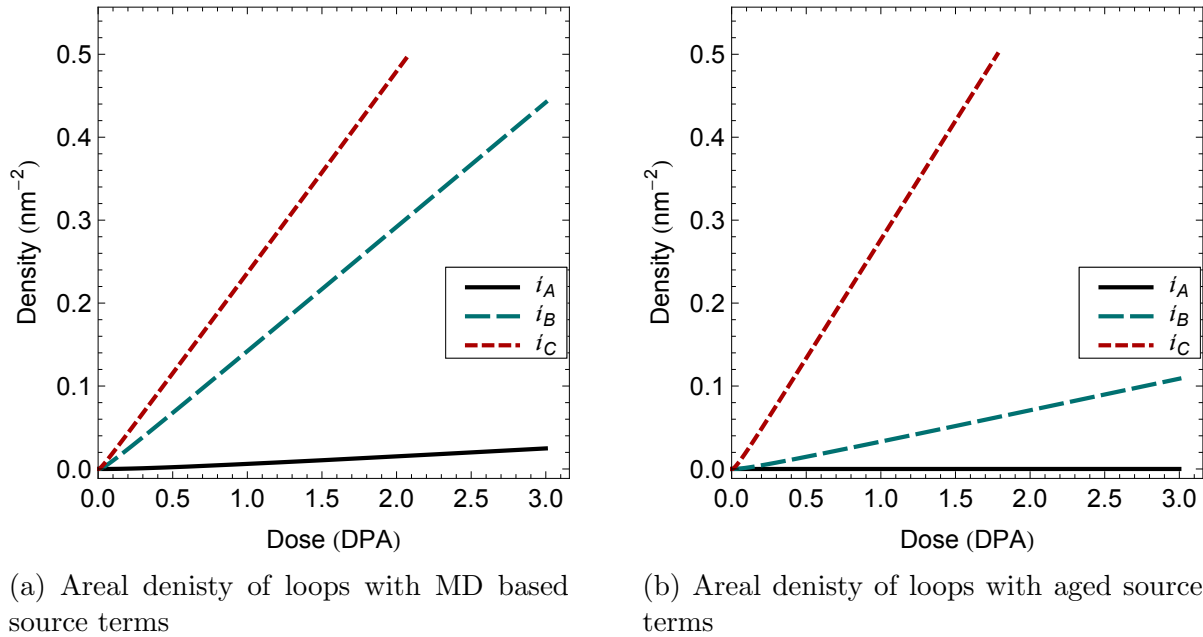 0.5
0.4
0.3
0.2
0.1
0.0
Density (nm⁻²)
0.0 0.5 1.0 1.5 2.0 2.5 3.0
Dose (DPA)
i_A
i_B
i_C
(a) Areal denisty of loops with MD based
source terms
0.5
0.4
0.3
0.2
0.1
0.0
Density (nm⁻²)
0.0 0.5 1.0 1.5 2.0 2.5 3.0
Dose (DPA)
i_A
i_B
i_C
(b) Areal denisty of loops with aged source
terms